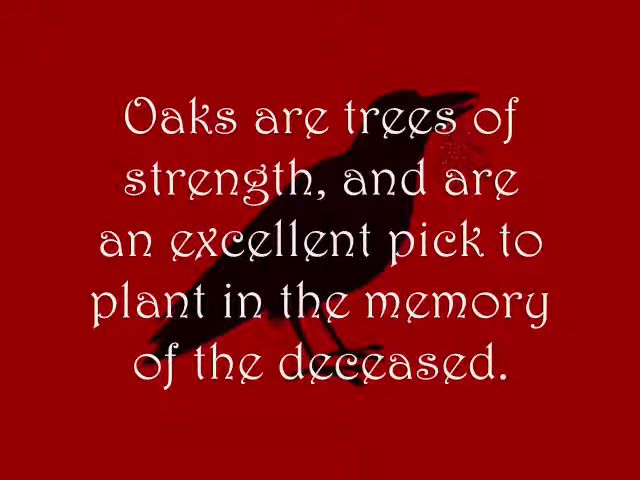 Oaks are trees of
strength, and are
an excellent pick to
plant in the memory
of the deceased.